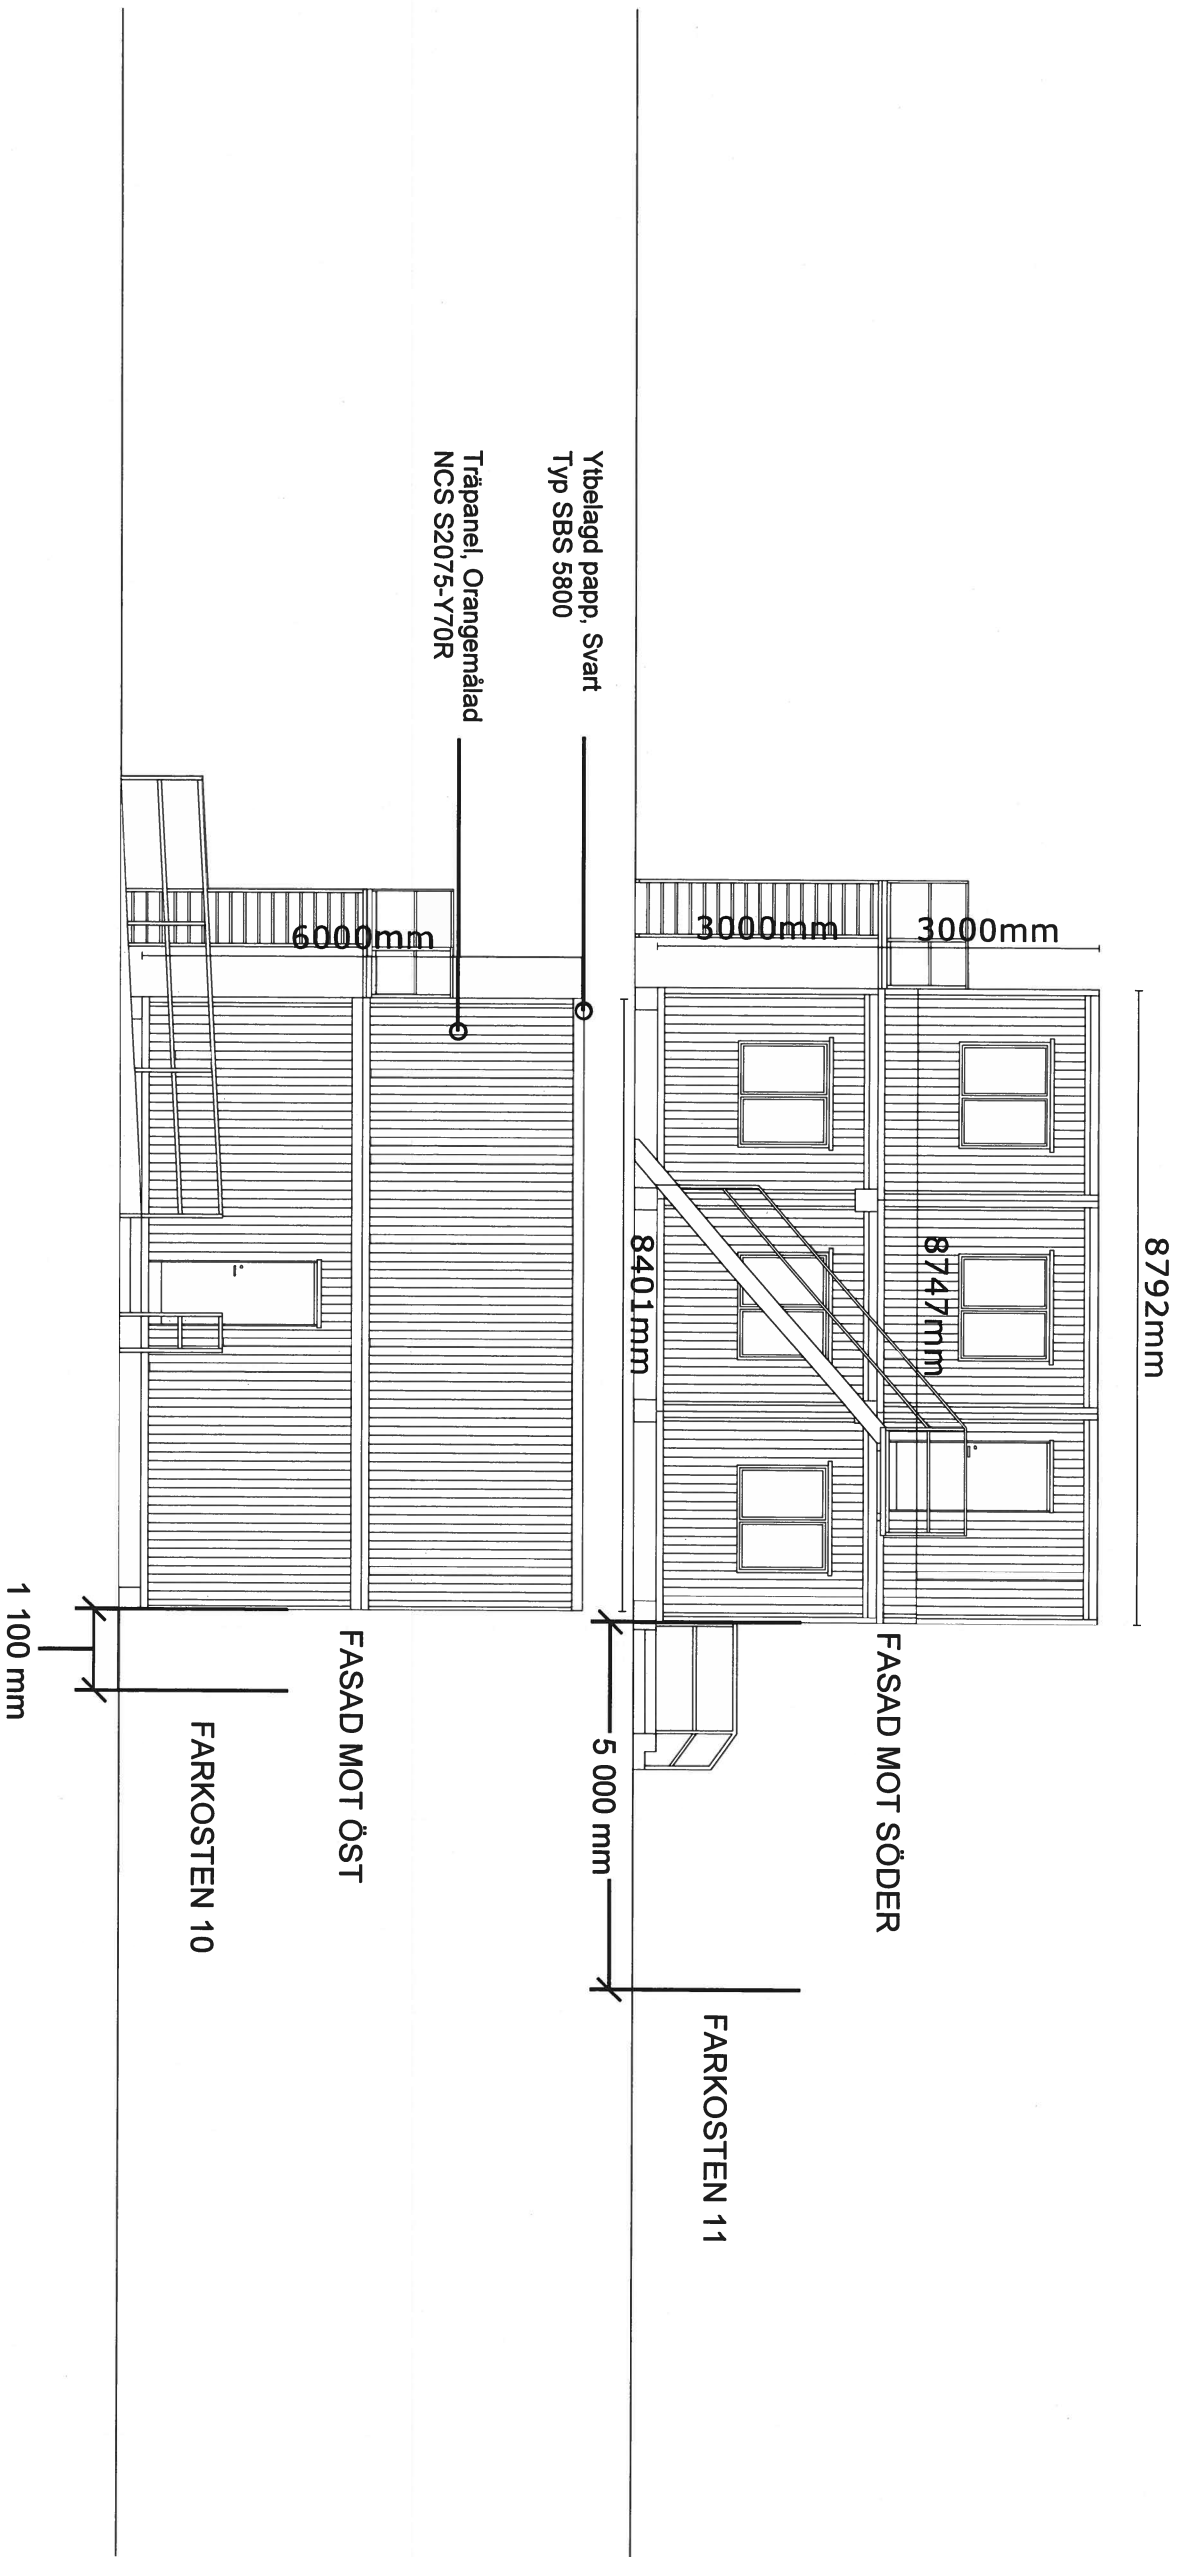 8792mm
3000mm
3000mm
8747mm
FASAD MOT SÖDER
FARKOSTEN 11
8401mm
5 000 mm
Ytbelagd papp, Svart
Typ SBS 5800
Träpanel, Orangemålad
NCS S2075-Y70R
6000mm
FASAD MOT ÖST
FARKOSTEN 10
1 100 mm